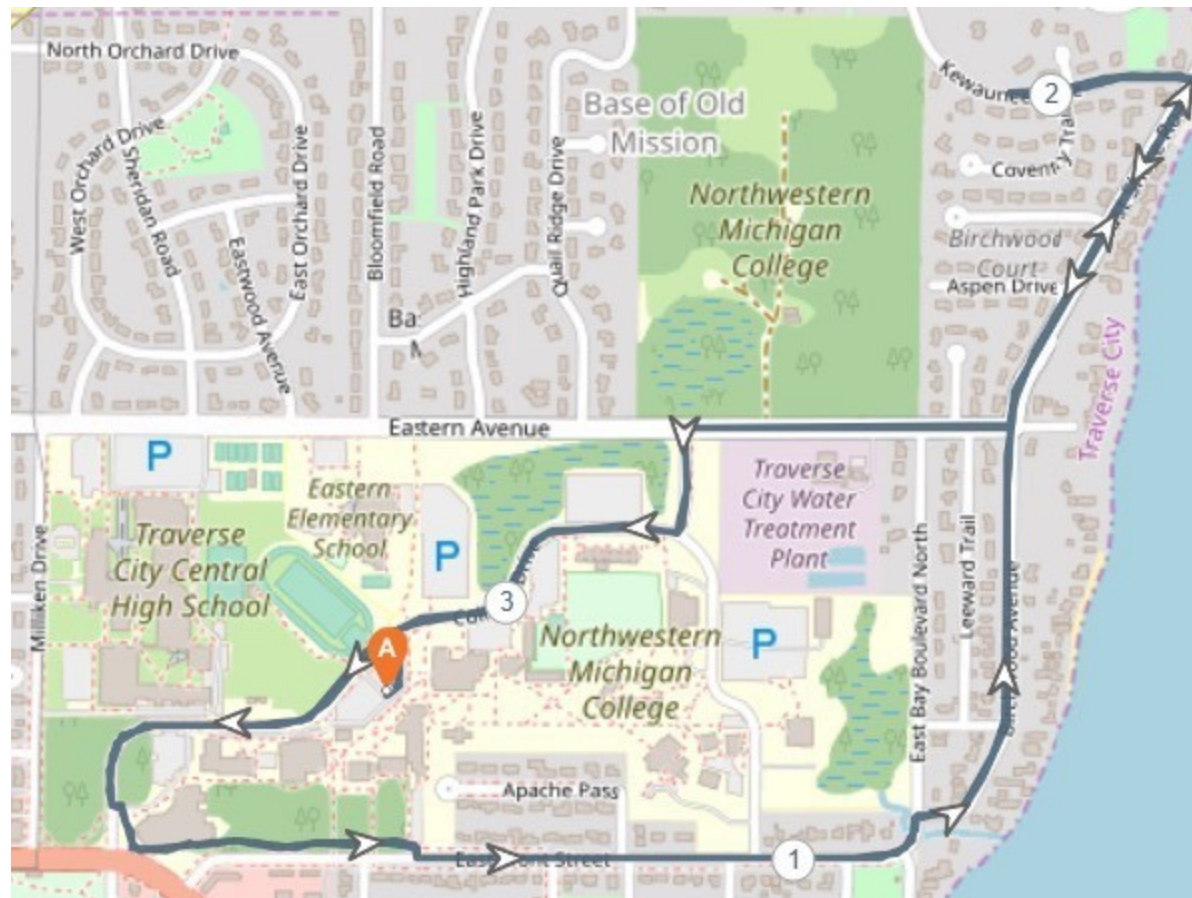 North Orchard Drive
West Orchard Drive
Sheridan Road
Eastwood Avenue
East Orchard Drive
Bloomfield Road
Highland Park Drive
Quail Ridge Drive
Base of Old
Mission
Northwestern
Michigan
College
2
Coventry Trail
Birchwood
Court
Aspen Drive
Traverse City
Ba
Eastern Avenue
P
Eastern
Elementary
School
Traverse
City Central
High School
P
Traverse
City Water
Treatment
Plant
Milliken Drive
A
3
Northwestern
Michigan
College
P
East Bay Boulevard North
Leeward Trail
Apache Pass
1